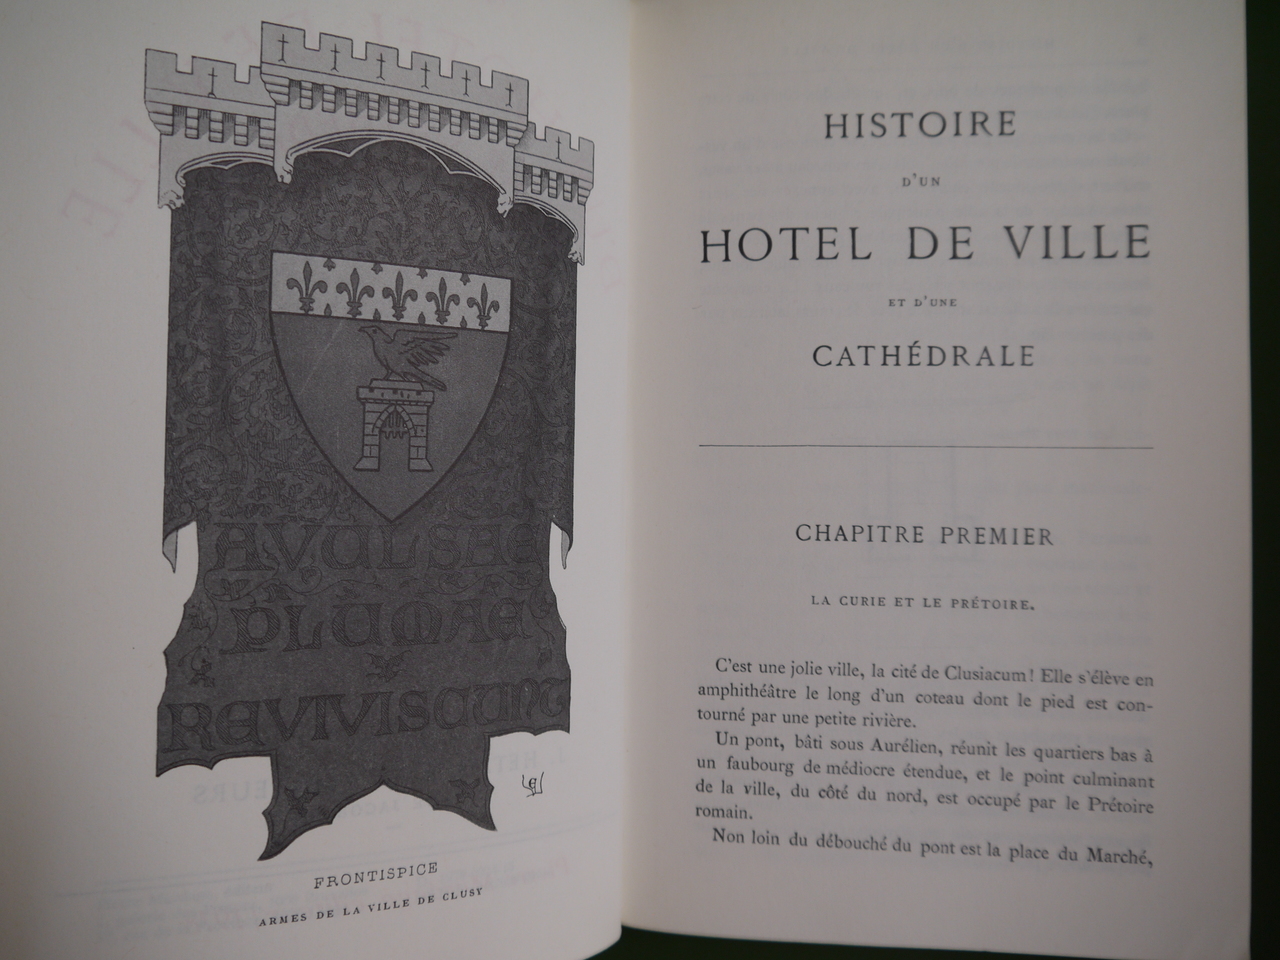 AVULSAE
PLUMAE
REVIVISCUNT
FRONTISPICE
ARMES DE LA VILLE DE CLUSY
HISTOIRE
D'UN
HOTEL DE VILLE
ET D'UNE
CATHÉDRALE
CHAPITRE PREMIER
LA CURIE ET LE PRÉTOIRE.
C'est une jolie ville, la cité de Clusiacum! Elle s'élève en
amphithéâtre le long d'un coteau dont le pied est con-
tourné par une petite rivière.
Un pont, bâti sous Aurélien, réunit les quartiers bas à
un faubourg de médiocre étendue, et le point culminant
de la ville, du côté du nord, est occupé par le Prétoire
romain.
Non loin du débouché du pont est la place du Marché,